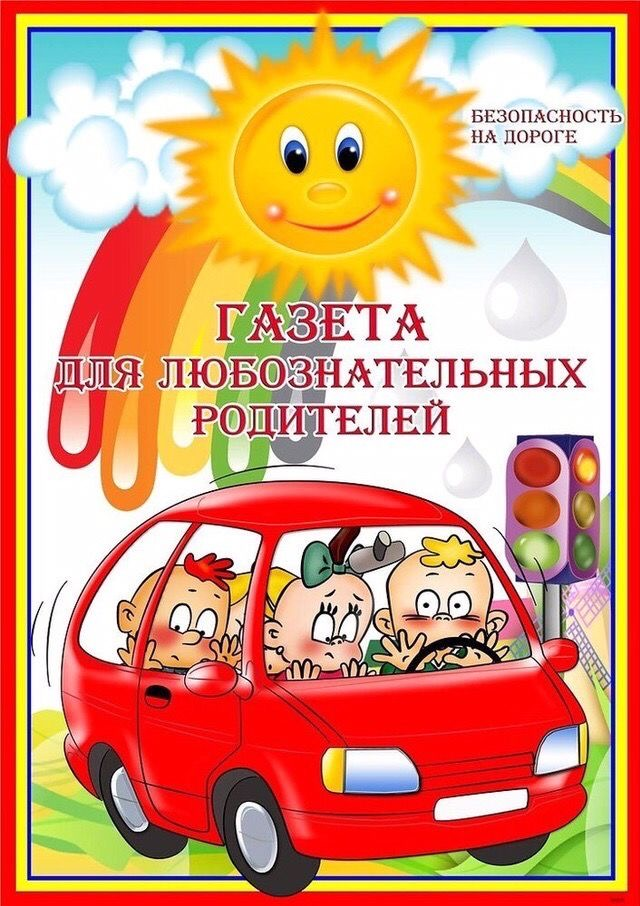 БЕЗОПАСНОСТЬ
НА ДОРОГЕ
ГАЗЕТА
ДЛЯ ЛЮБОЗНАТЕЛЬНЫХ
РОДИТЕЛЕЙ